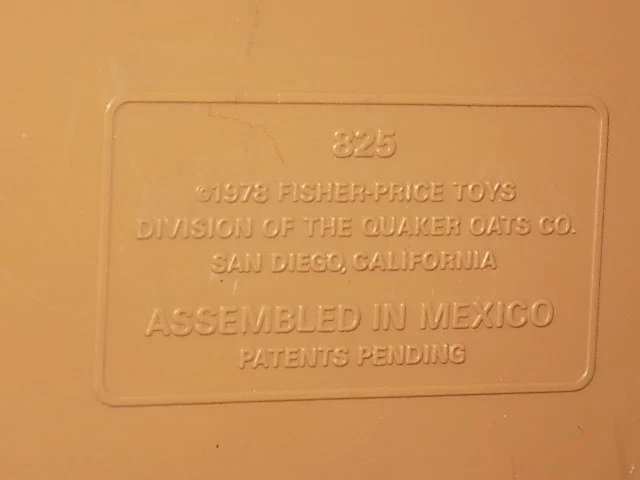 825
©1978 FISHER-PRICE TOYS
DIVISION OF THE QUAKER OATS CO.
SAN DIEGO, CALIFORNIA
ASSEMBLED IN MEXICO
PATENTS PENDING